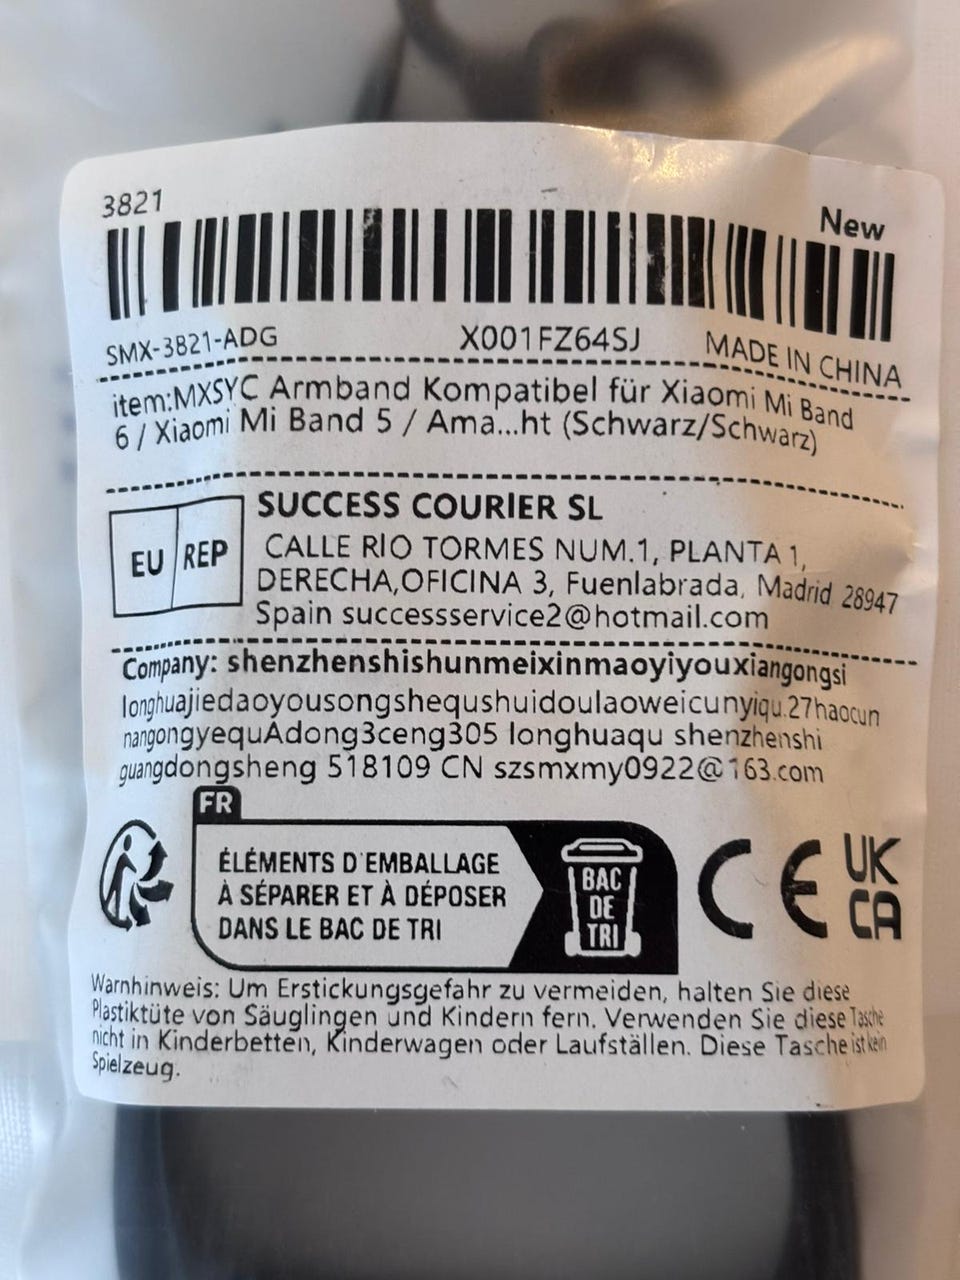 3821
New
SMX-3821-ADG X001FZ64SJ MADE IN CHINA
item:MXSYC Armband Kompatibel für Xiaomi Mi Band
6 / Xiaomi Mi Band 5 / Ama...ht (Schwarz/Schwarz)
EU REP
SUCCESS COURIER SL
CALLE RIO TORMES NUM.1, PLANTA 1,
DERECHA,OFICINA 3, Fuenlabrada, Madrid 28947
Spain successservice2@hotmail.com
Company: shenzhenshishunmeixinmaoyiyouxiangongsi
longhuajiedaoyousongshequshuidoulaoweicunyiqu.27haocun
nangongyequAdong3ceng305 longhuaqu shenzhenshi
guangdongsheng 518109 CN szsmxmy0922@163.com
FR
ÉLÉMENTS D'EMBALLAGE
À SÉPARER ET À DÉPOSER
DANS LE BAC DE TRI
BAC
DE
TRI
CE
UK
CA
Warnhinweis: Um Erstickungsgefahr zu vermeiden, halten Sie diese
Plastiktüte von Säuglingen und Kindern fern. Verwenden Sie diese Tasche
nicht in Kinderbetten, Kinderwagen oder Laufställen. Diese Tasche ist kein
Spielzeug.